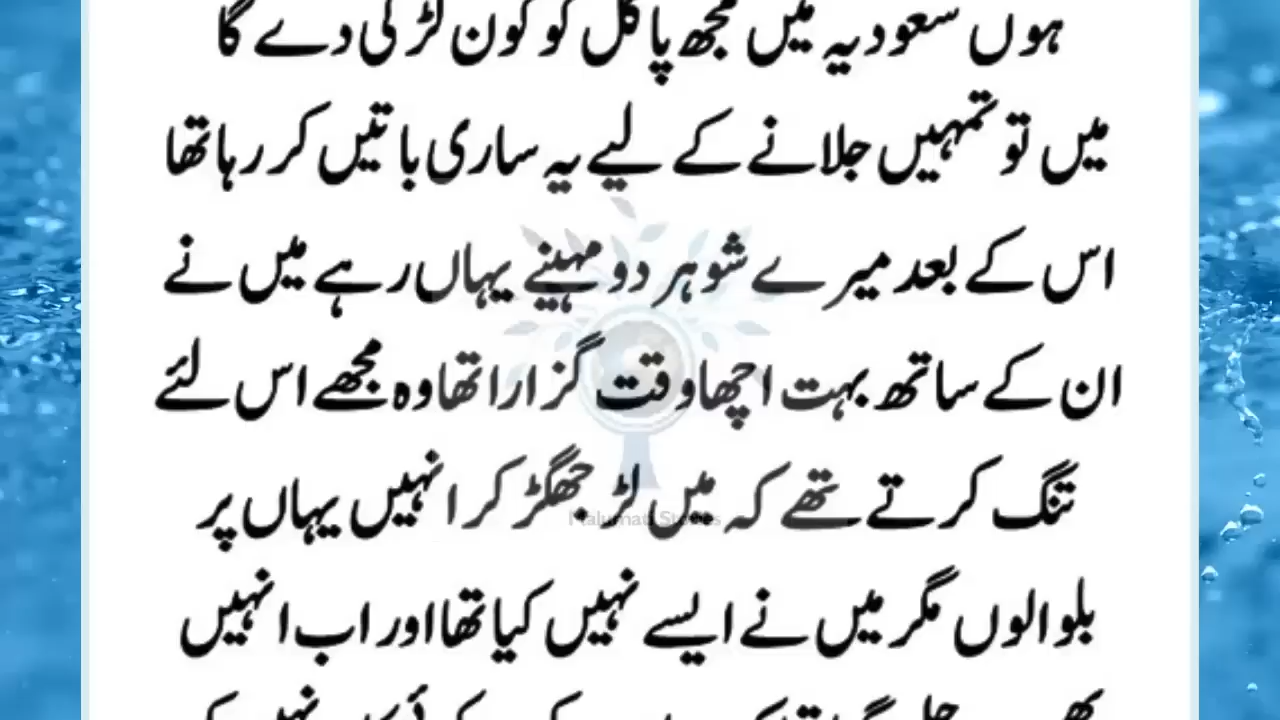 ہوں سعودیہ میں مجھ پاگل کو کون لڑکی دے گا
میں تو تمہیں جلانے کے لیے یہ ساری باتیں کر رہا تھا
اس کے بعد میرے شوہر دو مہینے یہاں رہے میں نے
ان کے ساتھ بہت اچھا وقت گزارا تھا وہ مجھے اس لئے
تنگ کرتے تھے کہ میں لڑ جھگڑ کر انہیں یہاں پر
Malumati Stories
بلوالوں مگر میں نے ایسے نہیں کیا تھا اور اب انہیں